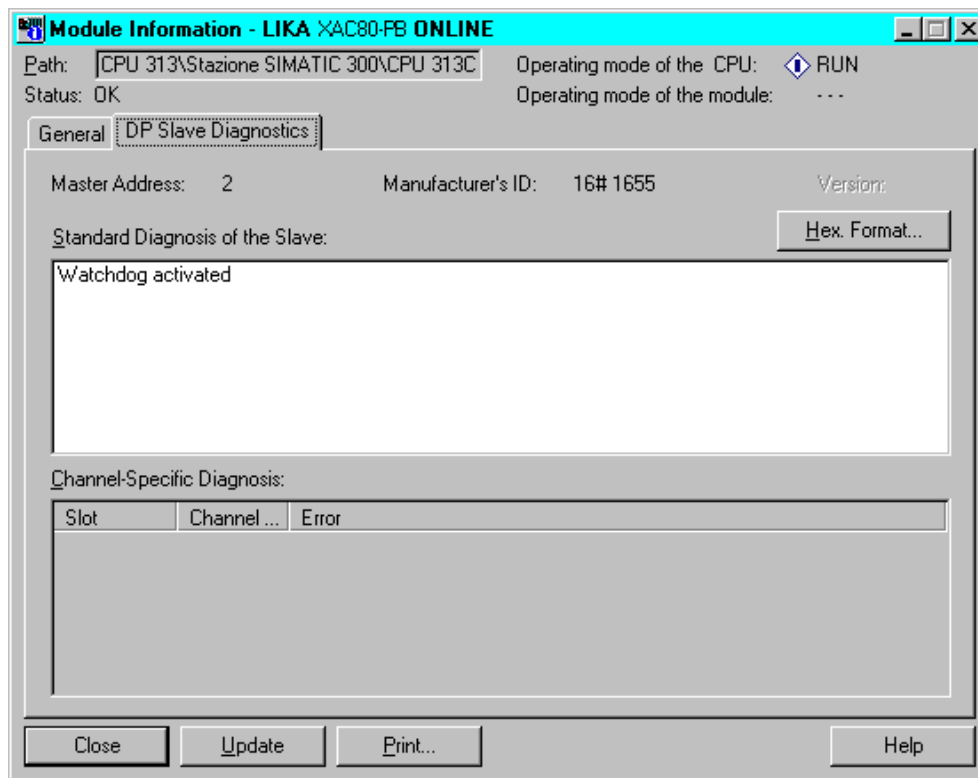 Module Information - LIKA XAC80-PB ONLINE
Path: CPU 313\Stazione SIMATIC 300\CPU 313C Operating mode of the CPU: RUN
Status: OK Operating mode of the module: ---
General DP Slave Diagnostics
Master Address: 2 Manufacturer's ID: 16# 1655 Version:
Standard Diagnosis of the Slave: Hex. Format...
Watchdog activated
Channel-Specific Diagnosis:
Slot Channel ... Error
Close Update Print... Help